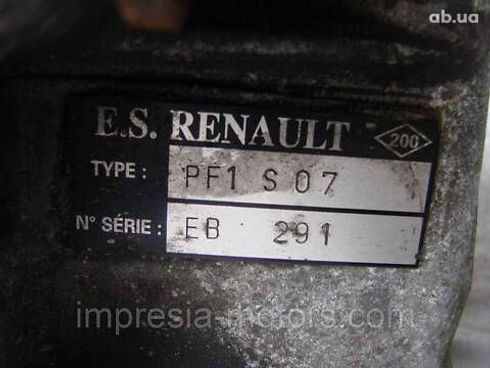 ab.ua
E.S. RENAULT 200
TYPE : PF1 S 07
N° SÉRIE : EB 291
impresia-motors.com